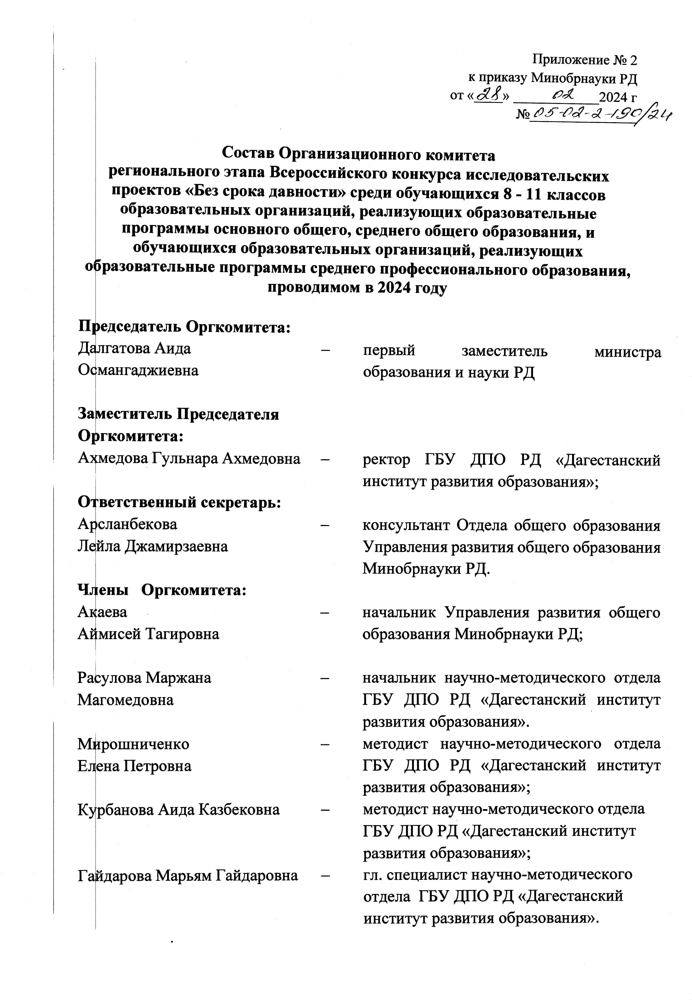 Приложение № 2
к приказу Минобрнауки РД
от «28» 02 2024 г
№ 05-02-2-190/24
Состав Организационного комитета
регионального этапа Всероссийского конкурса исследовательских
проектов «Без срока давности» среди обучающихся 8 - 11 классов
образовательных организаций, реализующих образовательные
программы основного общего, среднего общего образования, и
обучающихся образовательных организаций, реализующих
образовательные программы среднего профессионального образования,
проводимом в 2024 году
Председатель Оргкомитета:
Далгатова Аида – первый заместитель министра
Османгаджиевна образования и науки РД
Заместитель Председателя
Оргкомитета:
Ахмедова Гульнара Ахмедовна – ректор ГБУ ДПО РД «Дагестанский
институт развития образования»;
Ответственный секретарь:
Арсланбекова – консультант Отдела общего образования
Лейла Джамирзаевна Управления развития общего образования
Минобрнауки РД.
Члены Оргкомитета:
Акаева – начальник Управления развития общего
Аймисей Тагировна образования Минобрнауки РД;
Расулова Маржана – начальник научно-методического отдела
Магомедовна ГБУ ДПО РД «Дагестанский институт
развития образования».
Мирошниченко – методист научно-методического отдела
Елена Петровна ГБУ ДПО РД «Дагестанский институт
развития образования»;
Курбанова Аида Казбековна – методист научно-методического отдела
ГБУ ДПО РД «Дагестанский институт
развития образования»;
Гайдарова Марьям Гайдаровна – гл. специалист научно-методического
отдела ГБУ ДПО РД «Дагестанский
институт развития образования».